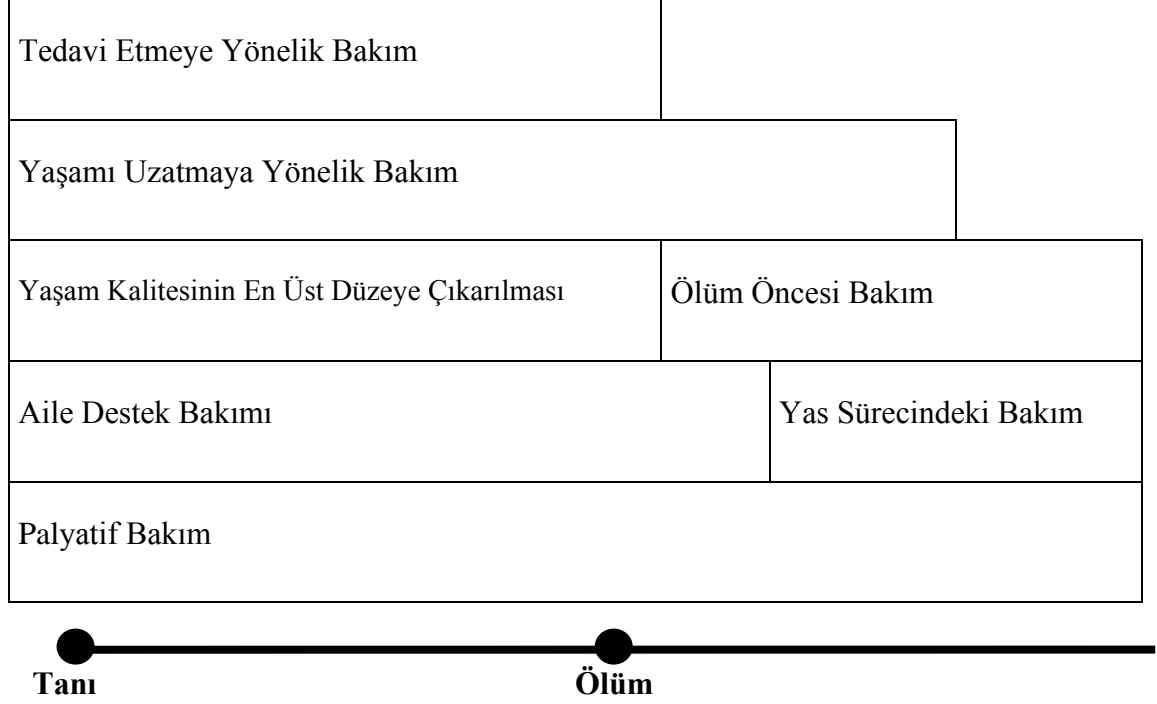 Tedavi Etmeye Yönelik Bakım
Yaşamı Uzatmaya Yönelik Bakım
Yaşam Kalitesinin En Üst Düzeye Çıkarılması
Ölüm Öncesi Bakım
Aile Destek Bakımı
Yas Sürecindeki Bakım
Palyatif Bakım
Tanı
Ölüm